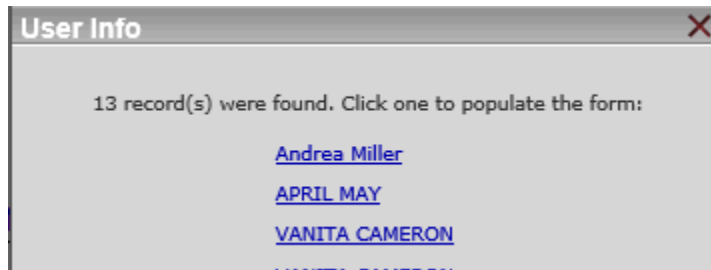 User Info
13 record(s) were found. Click one to populate the form:
Andrea Miller
APRIL MAY
VANITA CAMERON